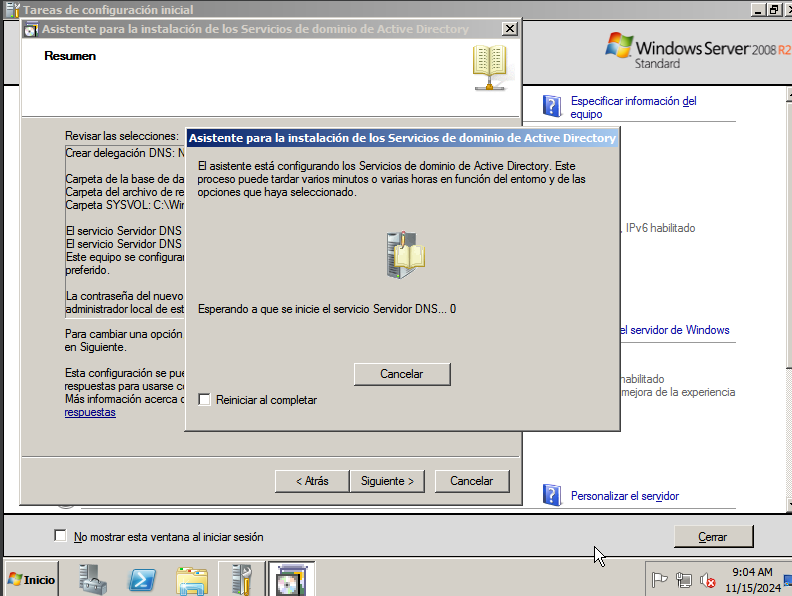 Tareas de configuración inicial
Asistente para la instalación de los Servicios de dominio de Active Directory
Resumen
Windows Server 2008 R2
Standard
Especificar información del
equipo
Revisar las selecciones:
Crear delegación DNS:
Carpeta de la base de da
Carpeta del archivo de re
Carpeta SYSVOL: C:\Win
El servicio Servidor DNS
El servicio Servidor DNS
Este equipo se configurar
preferido.
La contraseña del nuevo
administrador local de est
Para cambiar una opción
en Siguiente.
Esta configuración se pue
respuestas para usarse co
Más información acerca d
respuestas
Asistente para la instalación de los Servicios de dominio de Active Directory
El asistente está configurando los Servicios de dominio de Active Directory. Este
proceso puede tardar varios minutos o varias horas en función del entorno y de las
opciones que haya seleccionado.
Esperando a que se inicie el servicio Servidor DNS... 0
Cancelar
Reiniciar al completar
, IPv6 habilitado
el servidor de Windows
habilitado
mejora de la experiencia
< Atrás
Siguiente >
Cancelar
Personalizar el servidor
No mostrar esta ventana al iniciar sesión
Cerrar
Inicio
9:04 AM
11/15/2024